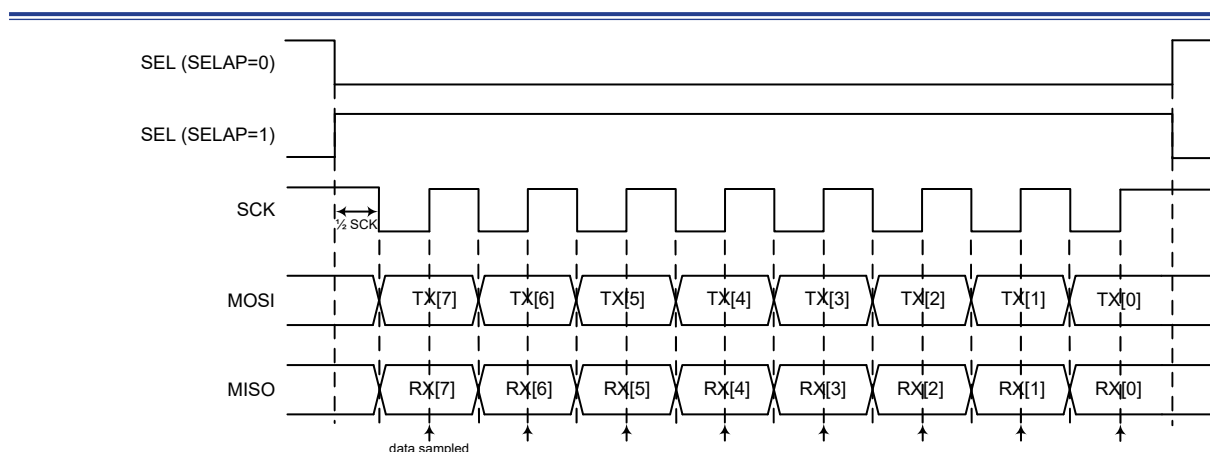 SEL (SELAP=0)
SEL (SELAP=1)
SCK
½ SCK
MOSI
TX[7] TX[6] TX[5] TX[4] TX[3] TX[2] TX[1] TX[0]
MISO
RX[7] RX[6] RX[5] RX[4] RX[3] RX[2] RX[1] RX[0]
data sampled